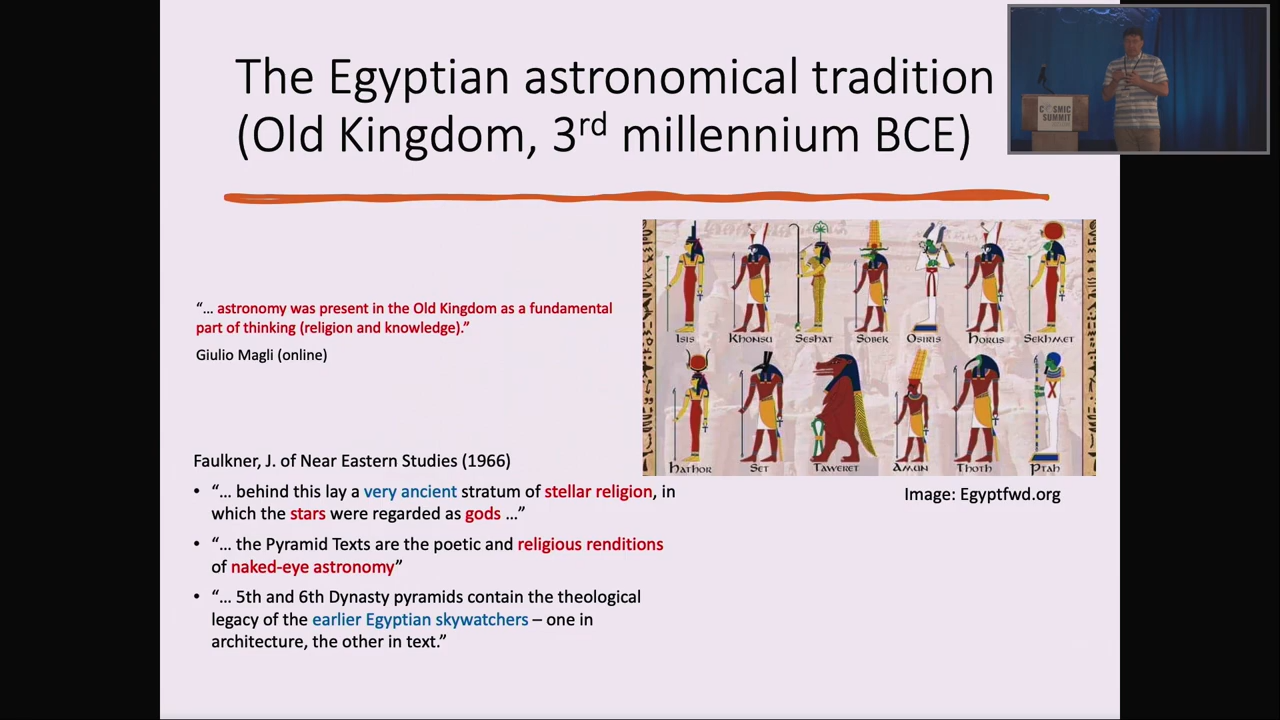 The Egyptian astronomical tradition
(Old Kingdom, 3rd millennium BCE)
COSMIC
SUMMIT
“… astronomy was present in the Old Kingdom as a fundamental
part of thinking (religion and knowledge).”
Giulio Magli (online)
Isis Khonsu Seshat Sobek Osiris Horus Sekhmet
Hathor Set Taweret Amun Thoth Ptah
Image: Egyptfwd.org
Faulkner, J. of Near Eastern Studies (1966)
• “… behind this lay a very ancient stratum of stellar religion, in
which the stars were regarded as gods …”
• “… the Pyramid Texts are the poetic and religious renditions
of naked-eye astronomy”
• “… 5th and 6th Dynasty pyramids contain the theological
legacy of the earlier Egyptian skywatchers – one in
architecture, the other in text.”